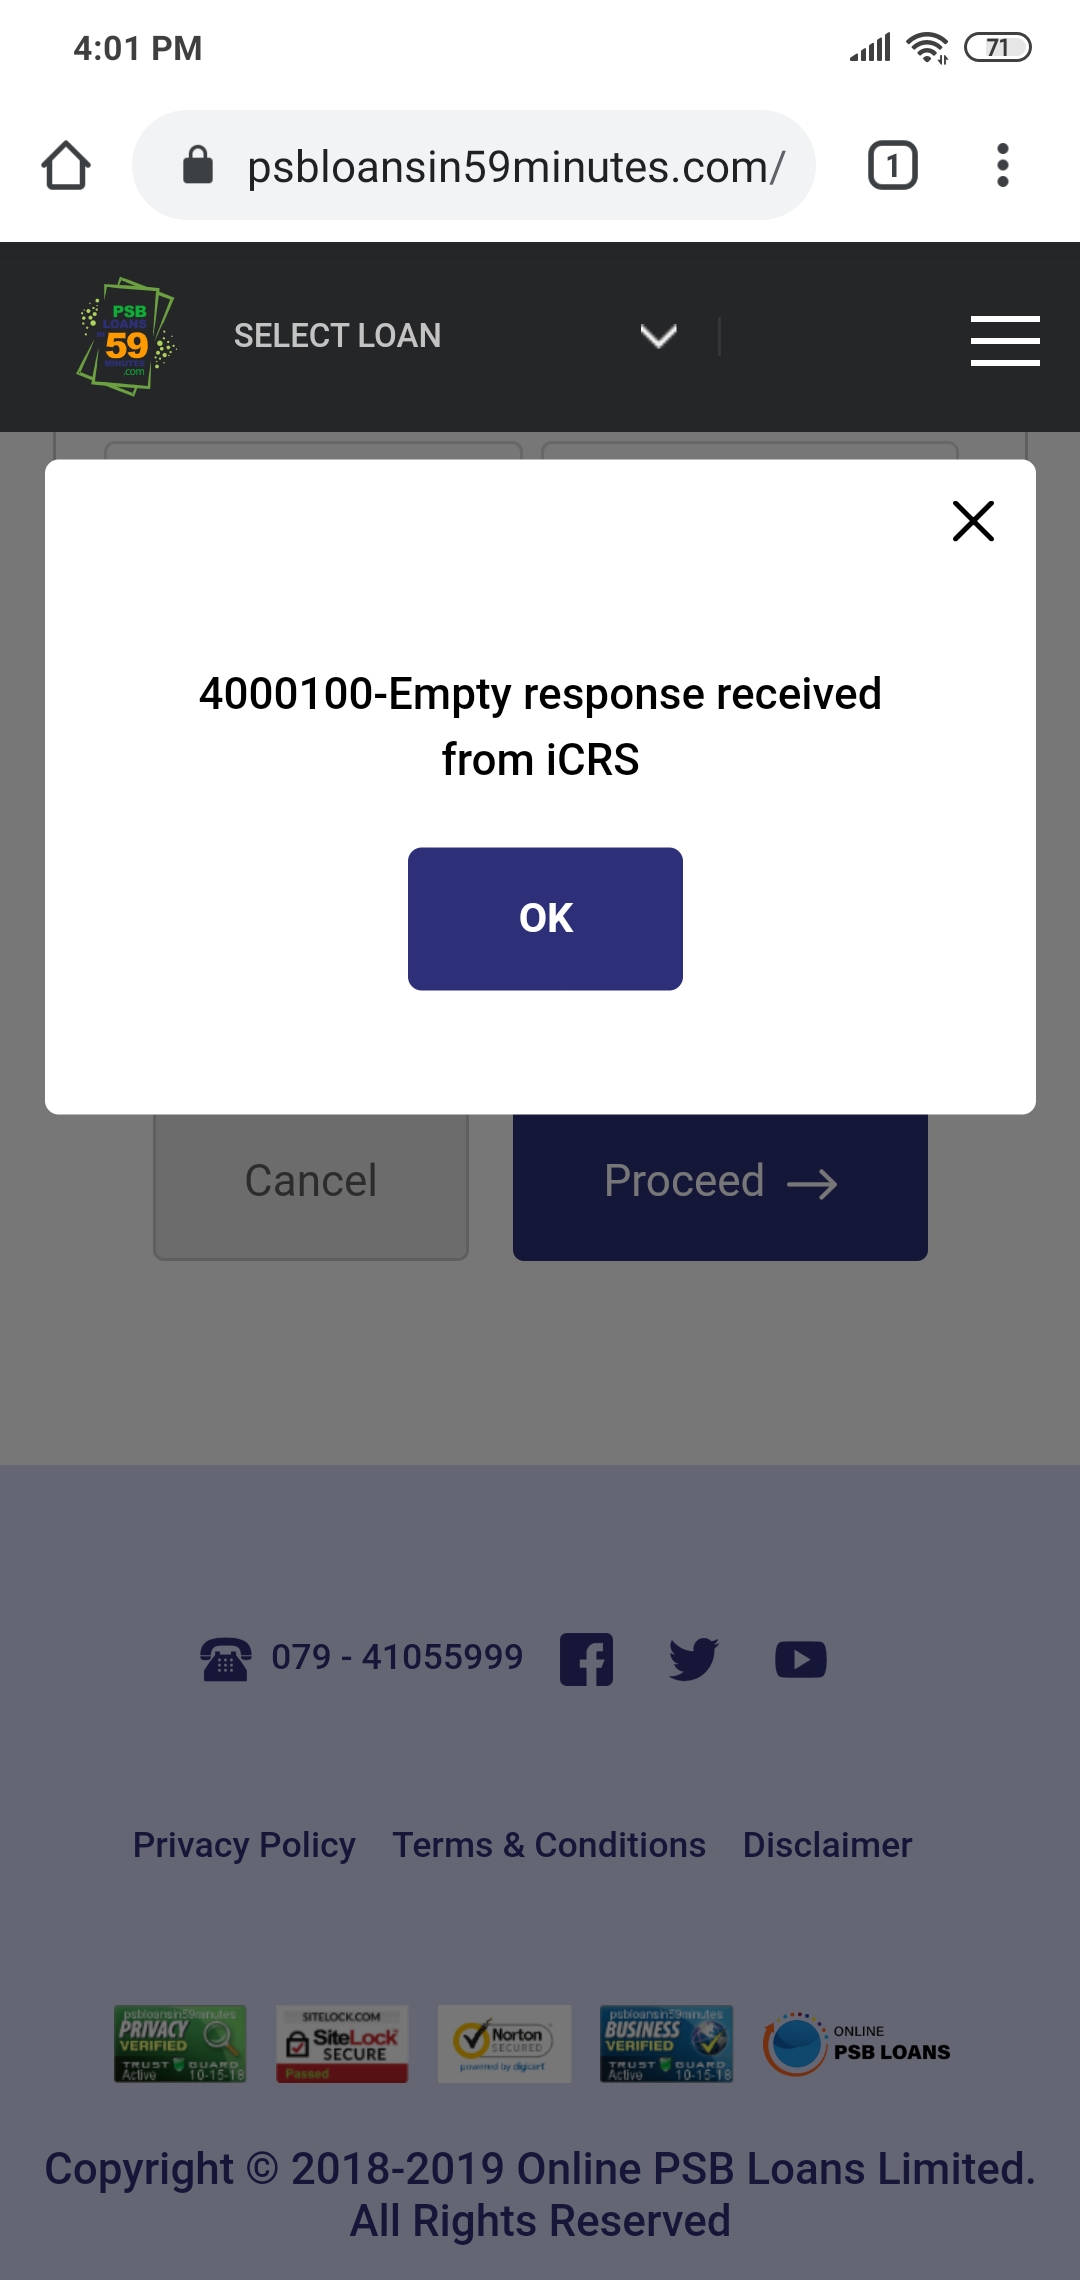 4:01 PM
71
psbloansin59minutes.com/
1
PSB
LOANS
59
MINUTES
.com
SELECT LOAN
4000100-Empty response received
from iCRS
OK
Cancel
Proceed
079 - 41055999
Privacy Policy Terms & Conditions Disclaimer
psbloansin59minutes
PRIVACY
VERIFIED
TRUST GUARD
Active 10-15-18
SITELOCK.COM
SiteLock
SECURE
Passed
Norton
SECURED
powered by digicert
psbloansin59minutes
BUSINESS
VERIFIED
TRUST GUARD
Active 10-15-18
ONLINE
PSB LOANS
Copyright © 2018-2019 Online PSB Loans Limited.
All Rights Reserved